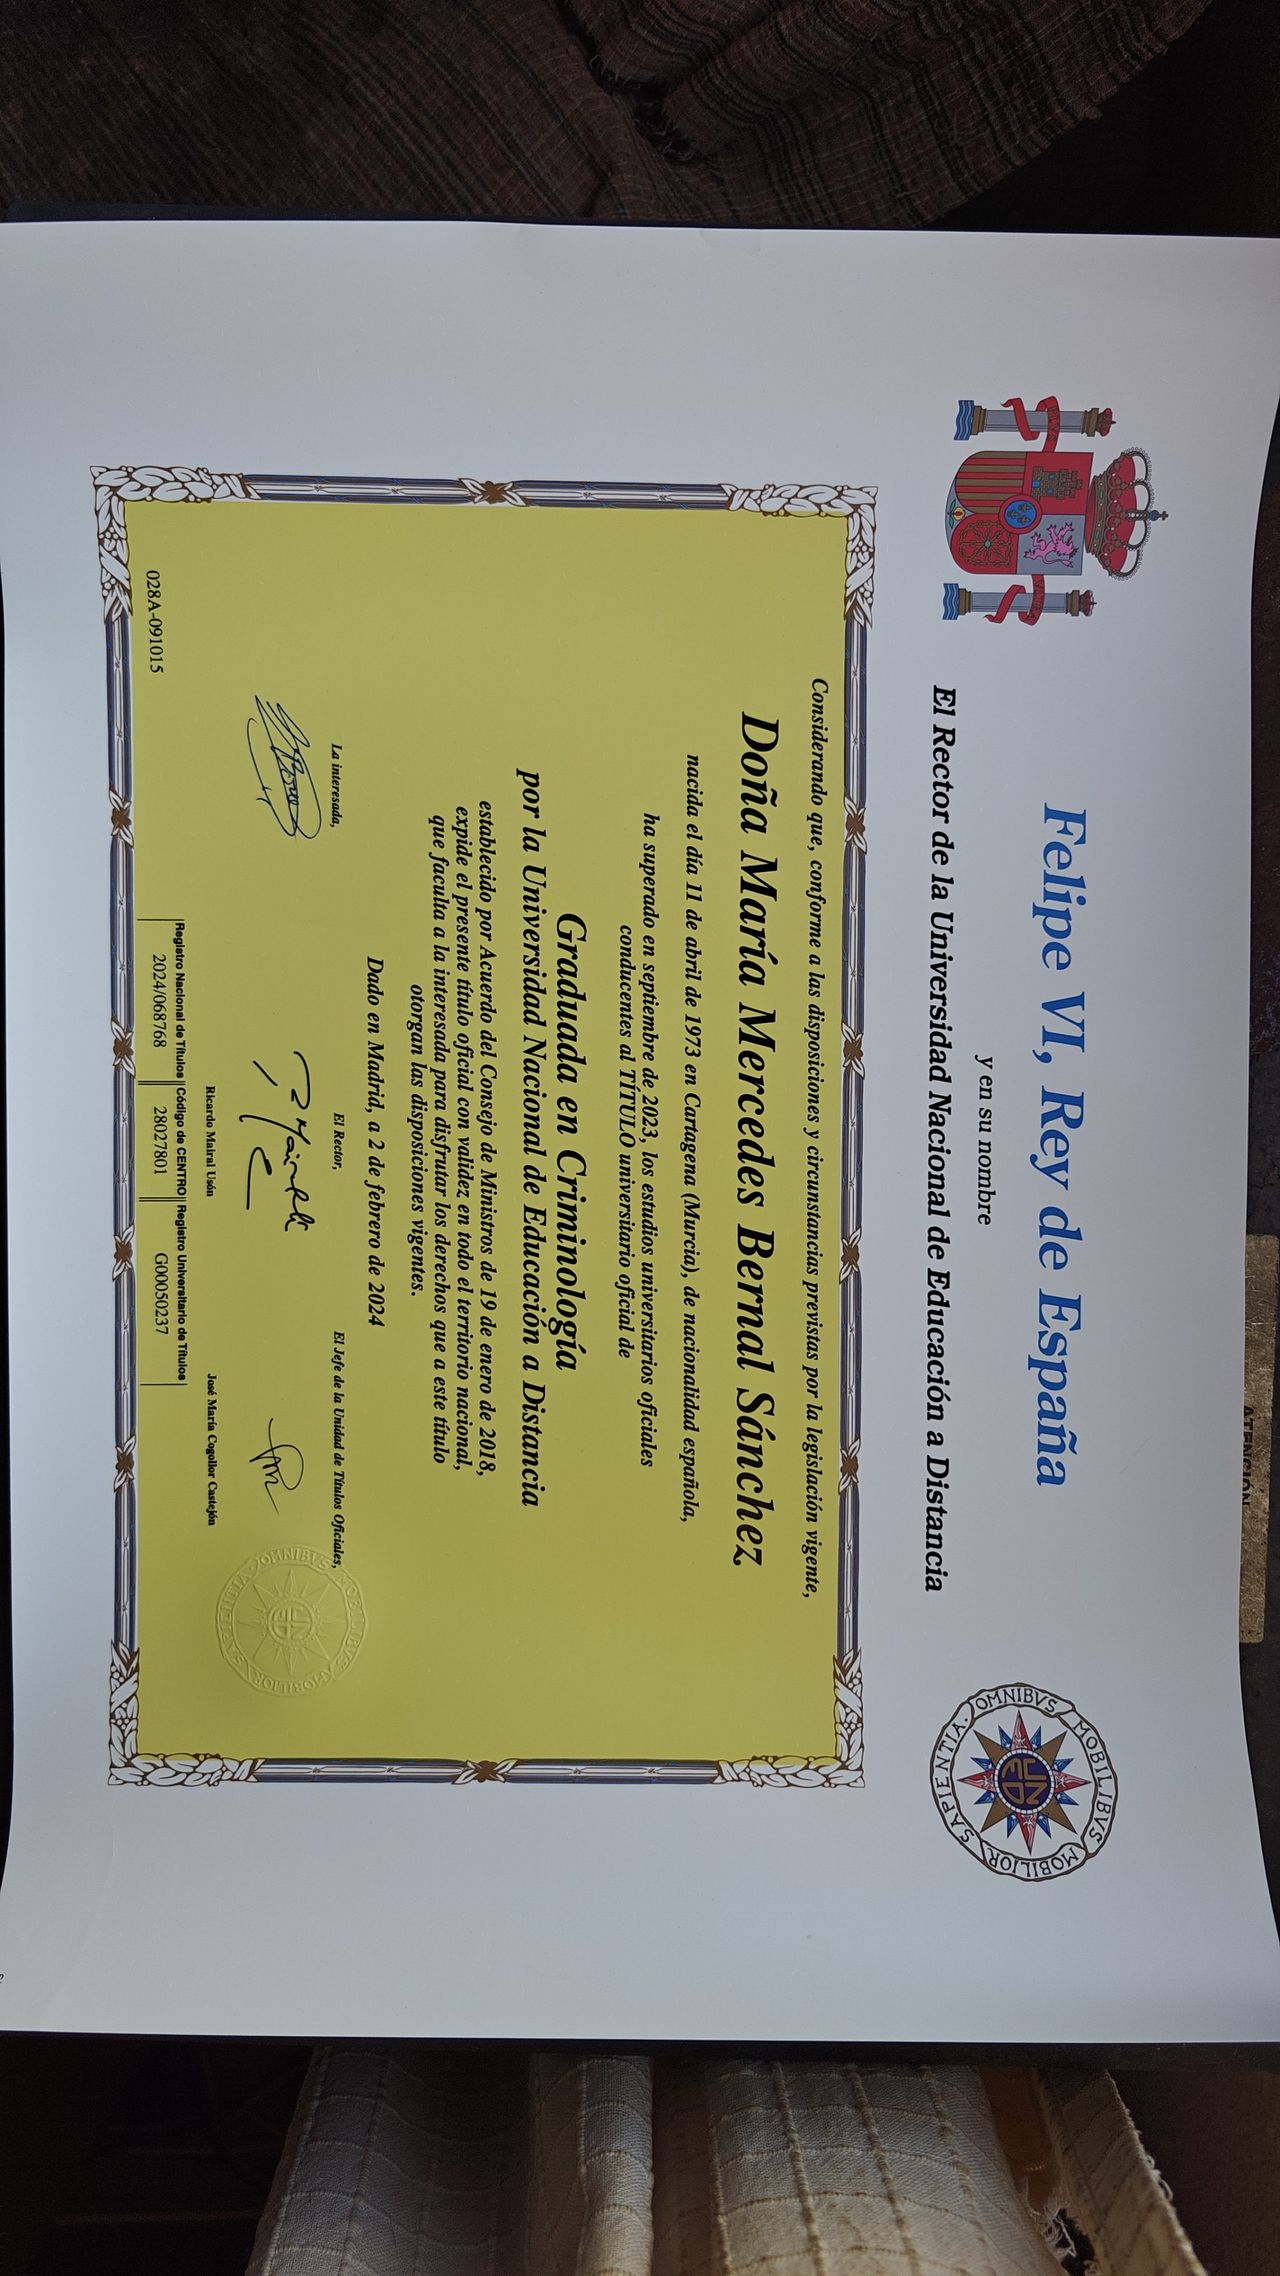 Felipe VI, Rey de España
y en su nombre
El Rector de la Universidad Nacional de Educación a Distancia
OMNIBVS MOBILIBVS MOBILIOR SAPIENTIA
UNED
Considerando que, conforme a las disposiciones y circunstancias previstas por la legislación vigente,
Doña María Mercedes Bernal Sánchez
nacida el día 11 de abril de 1973 en Cartagena (Murcia), de nacionalidad española,
ha superado en septiembre de 2023, los estudios universitarios oficiales
conducentes al TÍTULO universitario oficial de
Graduada en Criminología
por la Universidad Nacional de Educación a Distancia
establecido por Acuerdo del Consejo de Ministros de 19 de enero de 2018,
expide el presente título oficial con validez en todo el territorio nacional,
que faculta a la interesada para disfrutar los derechos que a este título
otorgan las disposiciones vigentes.
Dado en Madrid, a 2 de febrero de 2024
La interesada,
El Rector,
El Jefe de la Unidad de Títulos Oficiales,
Ricardo Mairal Usón
José María Cogollor Castejón
OMNIBVS MOBILIBVS MOBILIOR SAPIENTIA
028A-091015
Registro Nacional de Títulos Código de CENTRO Registro Universitario de Títulos
2024/068768 28027801 G00050237
ATENCIÓN